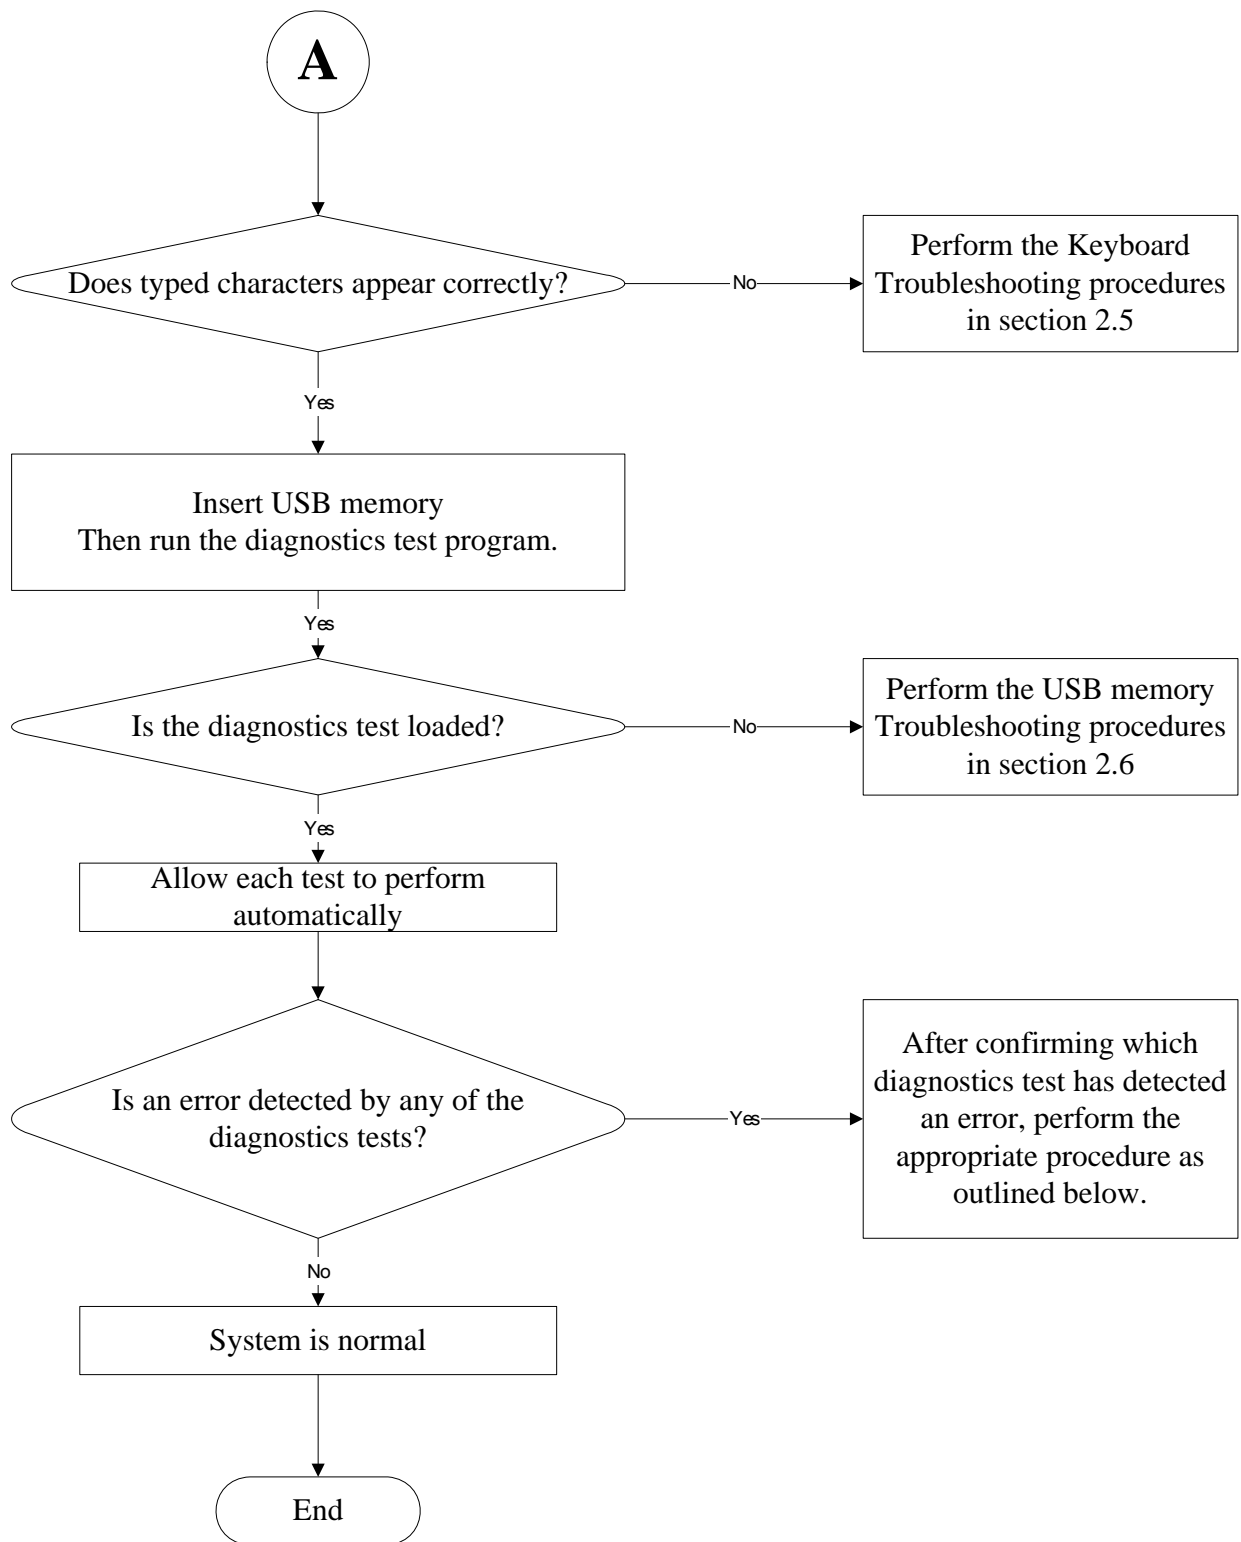 A
Does typed characters appear correctly?
No
Perform the Keyboard
Troubleshooting procedures
in section 2.5
Yes
Insert USB memory
Then run the diagnostics test program.
Yes
Is the diagnostics test loaded?
No
Perform the USB memory
Troubleshooting procedures
in section 2.6
Yes
Allow each test to perform
automatically
Is an error detected by any of the
diagnostics tests?
Yes
After confirming which
diagnostics test has detected
an error, perform the
appropriate procedure as
outlined below.
No
System is normal
End